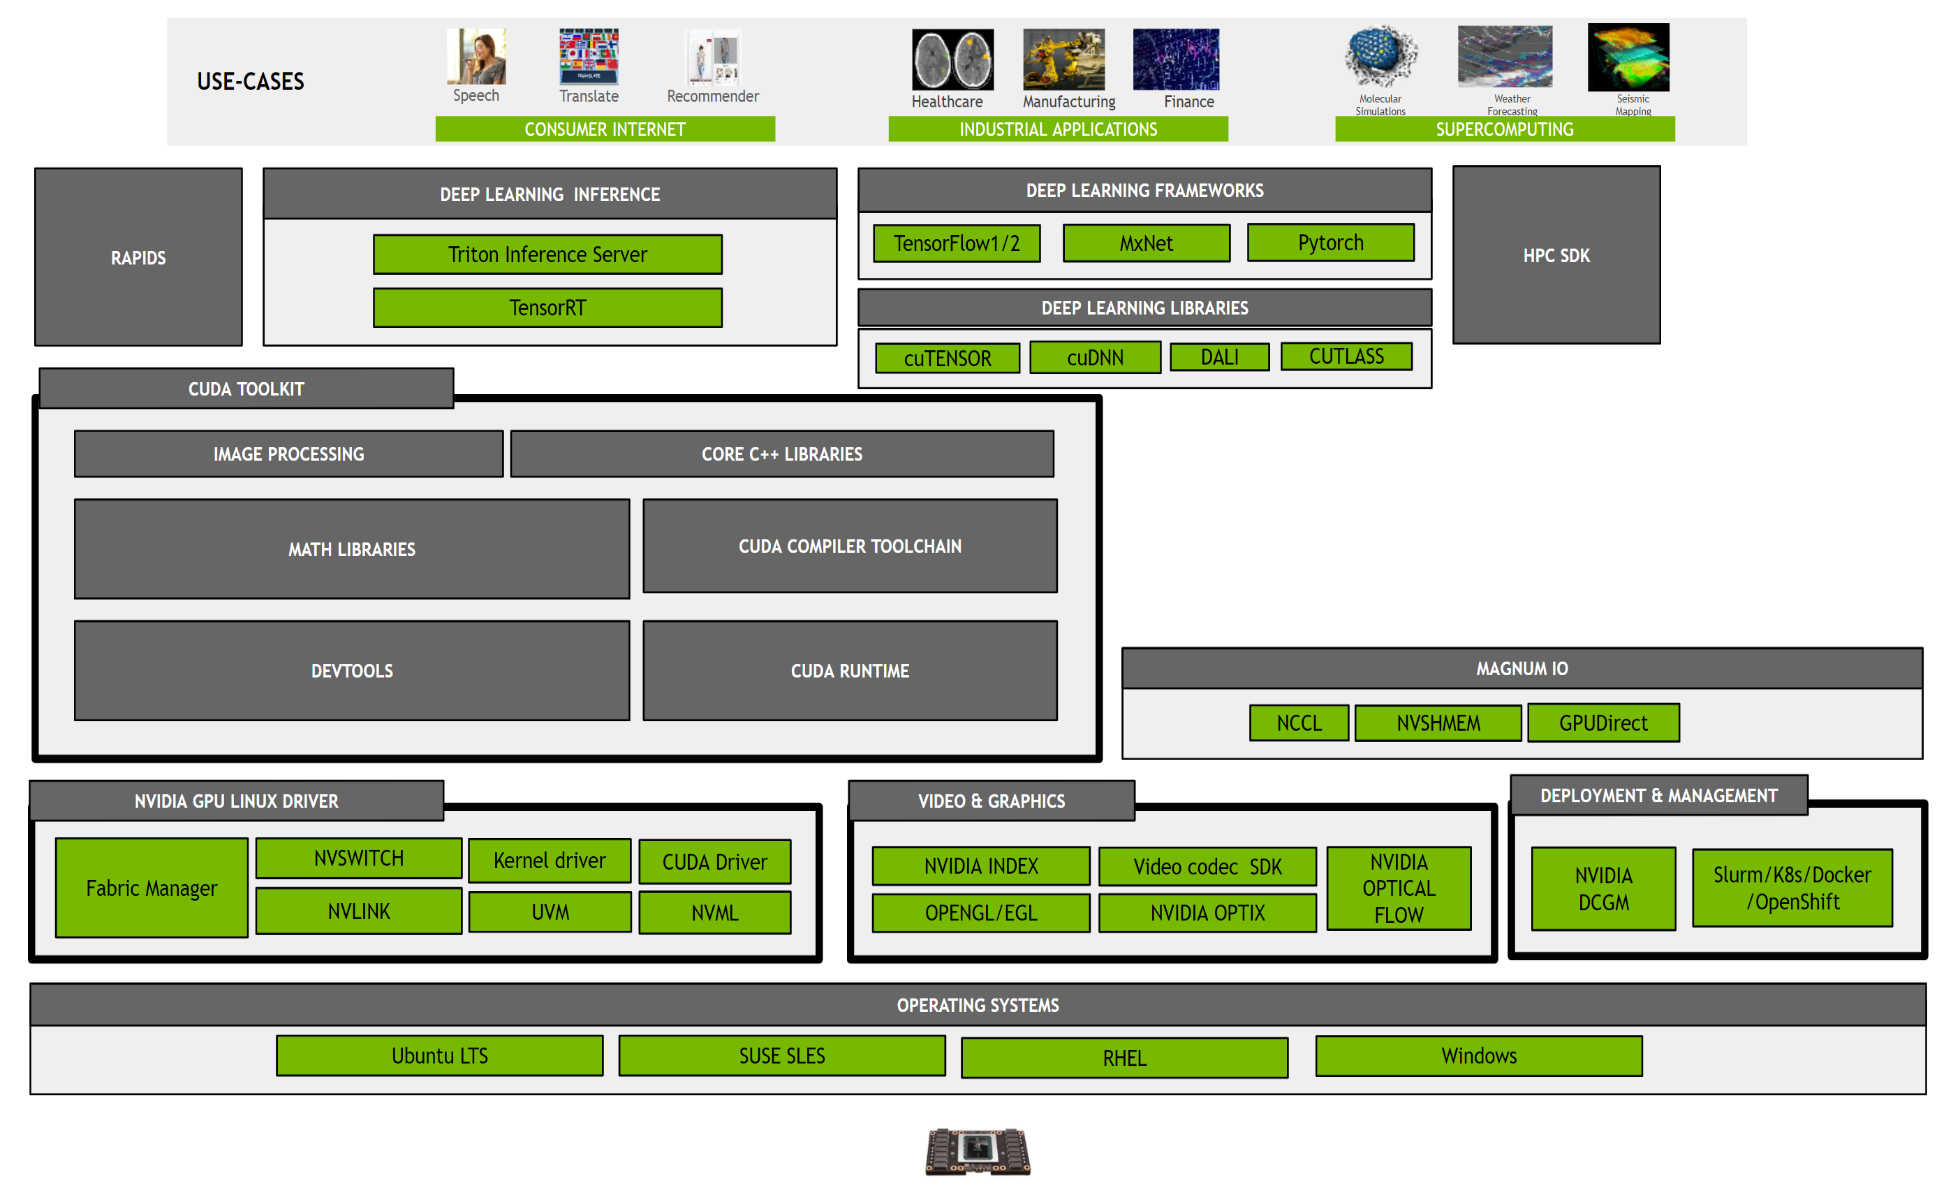 USE-CASES
Speech
Translate
Recommender
CONSUMER INTERNET
Healthcare
Manufacturing
Finance
INDUSTRIAL APPLICATIONS
Molecular
Simulations
Weather
Forecasting
Seismic
Mapping
SUPERCOMPUTING
RAPIDS
DEEP LEARNING INFERENCE
Triton Inference Server
TensorRT
DEEP LEARNING FRAMEWORKS
TensorFlow1/2
MxNet
Pytorch
DEEP LEARNING LIBRARIES
cuTENSOR
cuDNN
DALI
CUTLASS
HPC SDK
CUDA TOOLKIT
IMAGE PROCESSING
CORE C++ LIBRARIES
MATH LIBRARIES
CUDA COMPILER TOOLCHAIN
DEVTOOLS
CUDA RUNTIME
MAGNUM IO
NCCL
NVSHMEM
GPUDirect
NVIDIA GPU LINUX DRIVER
Fabric Manager
NVSWITCH
Kernel driver
CUDA Driver
NVLINK
UVM
NVML
VIDEO & GRAPHICS
NVIDIA INDEX
Video codec SDK
NVIDIA
OPTICAL
FLOW
OPENGL/EGL
NVIDIA OPTIX
DEPLOYMENT & MANAGEMENT
NVIDIA
DCGM
Slurm/K8s/Docker
/OpenShift
OPERATING SYSTEMS
Ubuntu LTS
SUSE SLES
RHEL
Windows